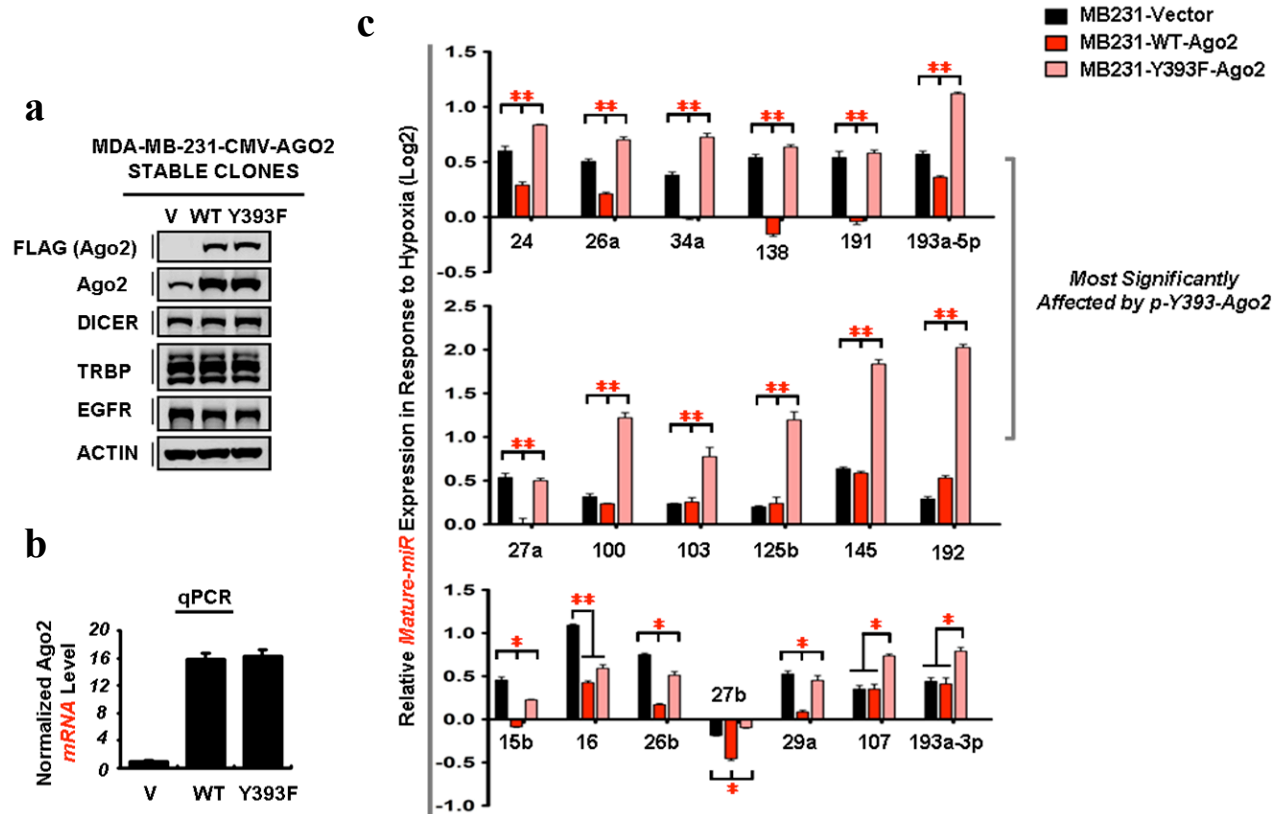 a
MDA-MB-231-CMV-AGO2
STABLE CLONES
V WT Y393F
FLAG (Ago2)
Ago2
DICER
TRBP
EGFR
ACTIN
b
qPCR
Normalized Ago2
mRNA Level
20
16
12
8
4
0
V WT Y393F
c
MB231-Vector
MB231-WT-Ago2
MB231-Y393F-Ago2
Relative Mature-miR Expression in Response to Hypoxia (Log2)
1.5
1.0
0.5
0.0
-0.5
** ** ** ** ** **
24 26a 34a 138 191 193a-5p
Most Significantly
Affected by p-Y393-Ago2
2.5
2.0
1.5
1.0
0.5
0.0
** ** ** ** ** **
27a 100 103 125b 145 192
1.5
1.0
0.5
0.0
-0.5
-1.0
* ** * * * * *
15b 16 26b 27b 29a 107 193a-3p